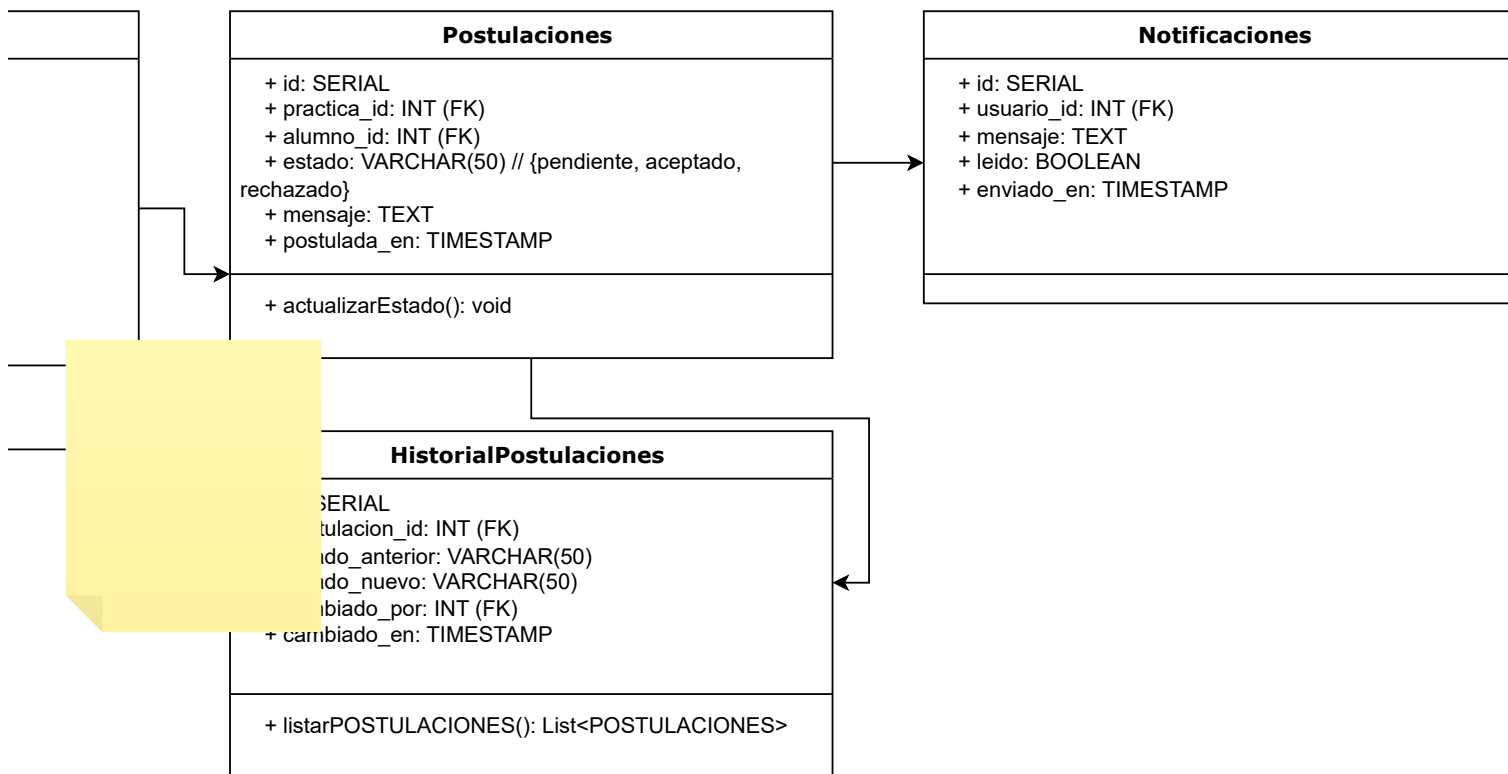 Postulaciones
+ id: SERIAL
+ practica_id: INT (FK)
+ alumno_id: INT (FK)
+ estado: VARCHAR(50) // {pendiente, aceptado,
rechazado}
+ mensaje: TEXT
+ postulada_en: TIMESTAMP
+ actualizarEstado(): void
Notificaciones
+ id: SERIAL
+ usuario_id: INT (FK)
+ mensaje: TEXT
+ leido: BOOLEAN
+ enviado_en: TIMESTAMP
HistorialPostulaciones
SERIAL
tulacion_id: INT (FK)
ado_anterior: VARCHAR(50)
ado_nuevo: VARCHAR(50)
mbiado_por: INT (FK)
+ cambiado_en: TIMESTAMP
+ listarPOSTULACIONES(): List<POSTULACIONES>